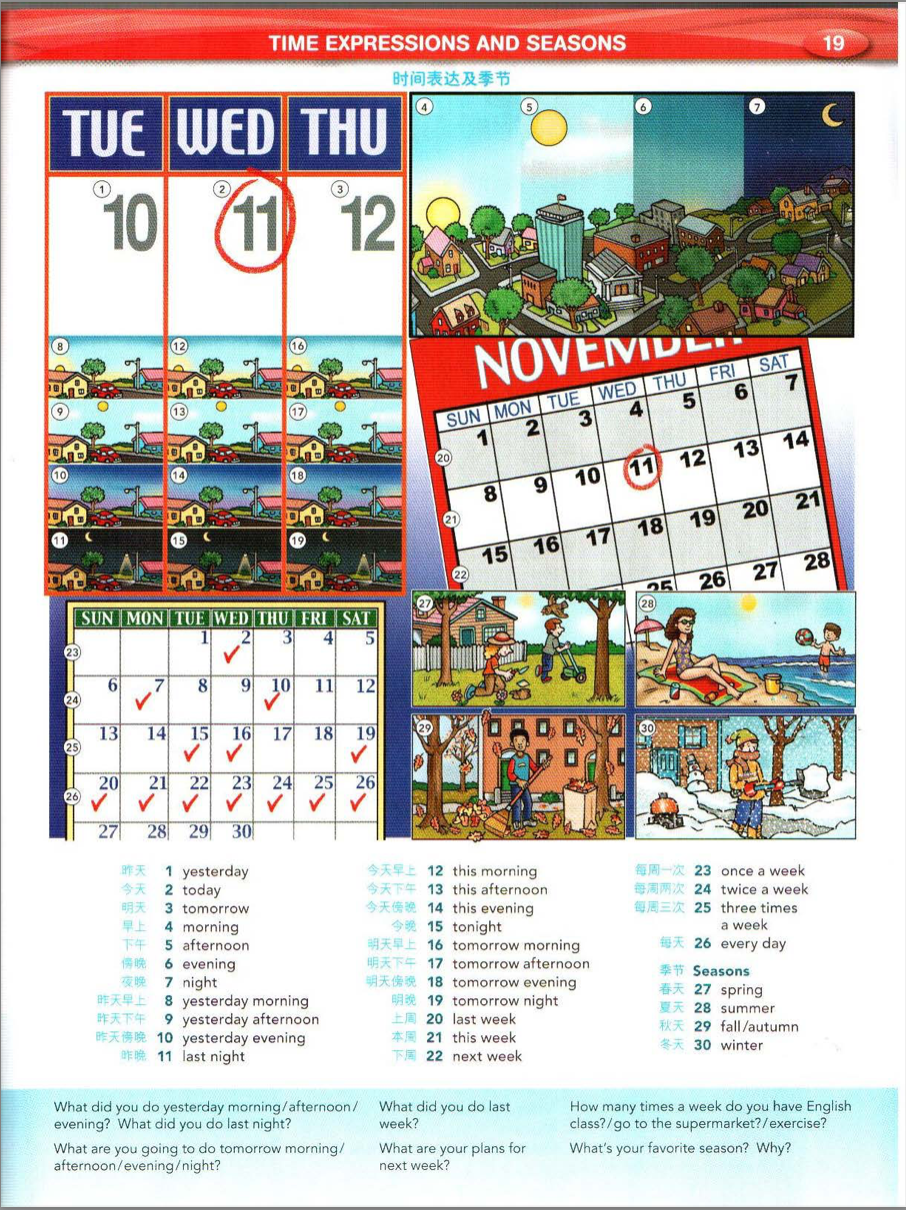 TIME EXPRESSIONS AND SEASONS 19
时间表达及季节
TUE WED THU
1 10 2 11 3 12
8 12 16
9 13 17
10 14 18
11 15 19
4 5 6 7
NOVEMBER
SUN MON TUE WED THU FRI SAT
1 2 3 4 5 6 7
20
8 9 10 11 12 13 14
21
15 16 17 18 19 20 21
22
25 26 27 28
SUN MON TUE WED THU FRI SAT
1 2 3 4 5
23
6 7 8 9 10 11 12
24
13 14 15 16 17 18 19
25
20 21 22 23 24 25 26
26
27 28 29 30
27 28
29 30
昨天 1 yesterday
今天 2 today
明天 3 tomorrow
早上 4 morning
下午 5 afternoon
傍晚 6 evening
夜晚 7 night
昨天早上 8 yesterday morning
昨天下午 9 yesterday afternoon
昨天傍晚 10 yesterday evening
昨晚 11 last night
今天早上 12 this morning
今天下午 13 this afternoon
今天傍晚 14 this evening
今晚 15 tonight
明天早上 16 tomorrow morning
明天下午 17 tomorrow afternoon
明天傍晚 18 tomorrow evening
明晚 19 tomorrow night
上周 20 last week
本周 21 this week
下周 22 next week
每周一次 23 once a week
每周两次 24 twice a week
每周三次 25 three times
a week
每天 26 every day
季节 Seasons
春天 27 spring
夏天 28 summer
秋天 29 fall/autumn
冬天 30 winter
What did you do yesterday morning/afternoon/
evening? What did you do last night?
What are you going to do tomorrow morning/
afternoon/evening/night?
What did you do last
week?
What are your plans for
next week?
How many times a week do you have English
class?/go to the supermarket?/exercise?
What's your favorite season? Why?